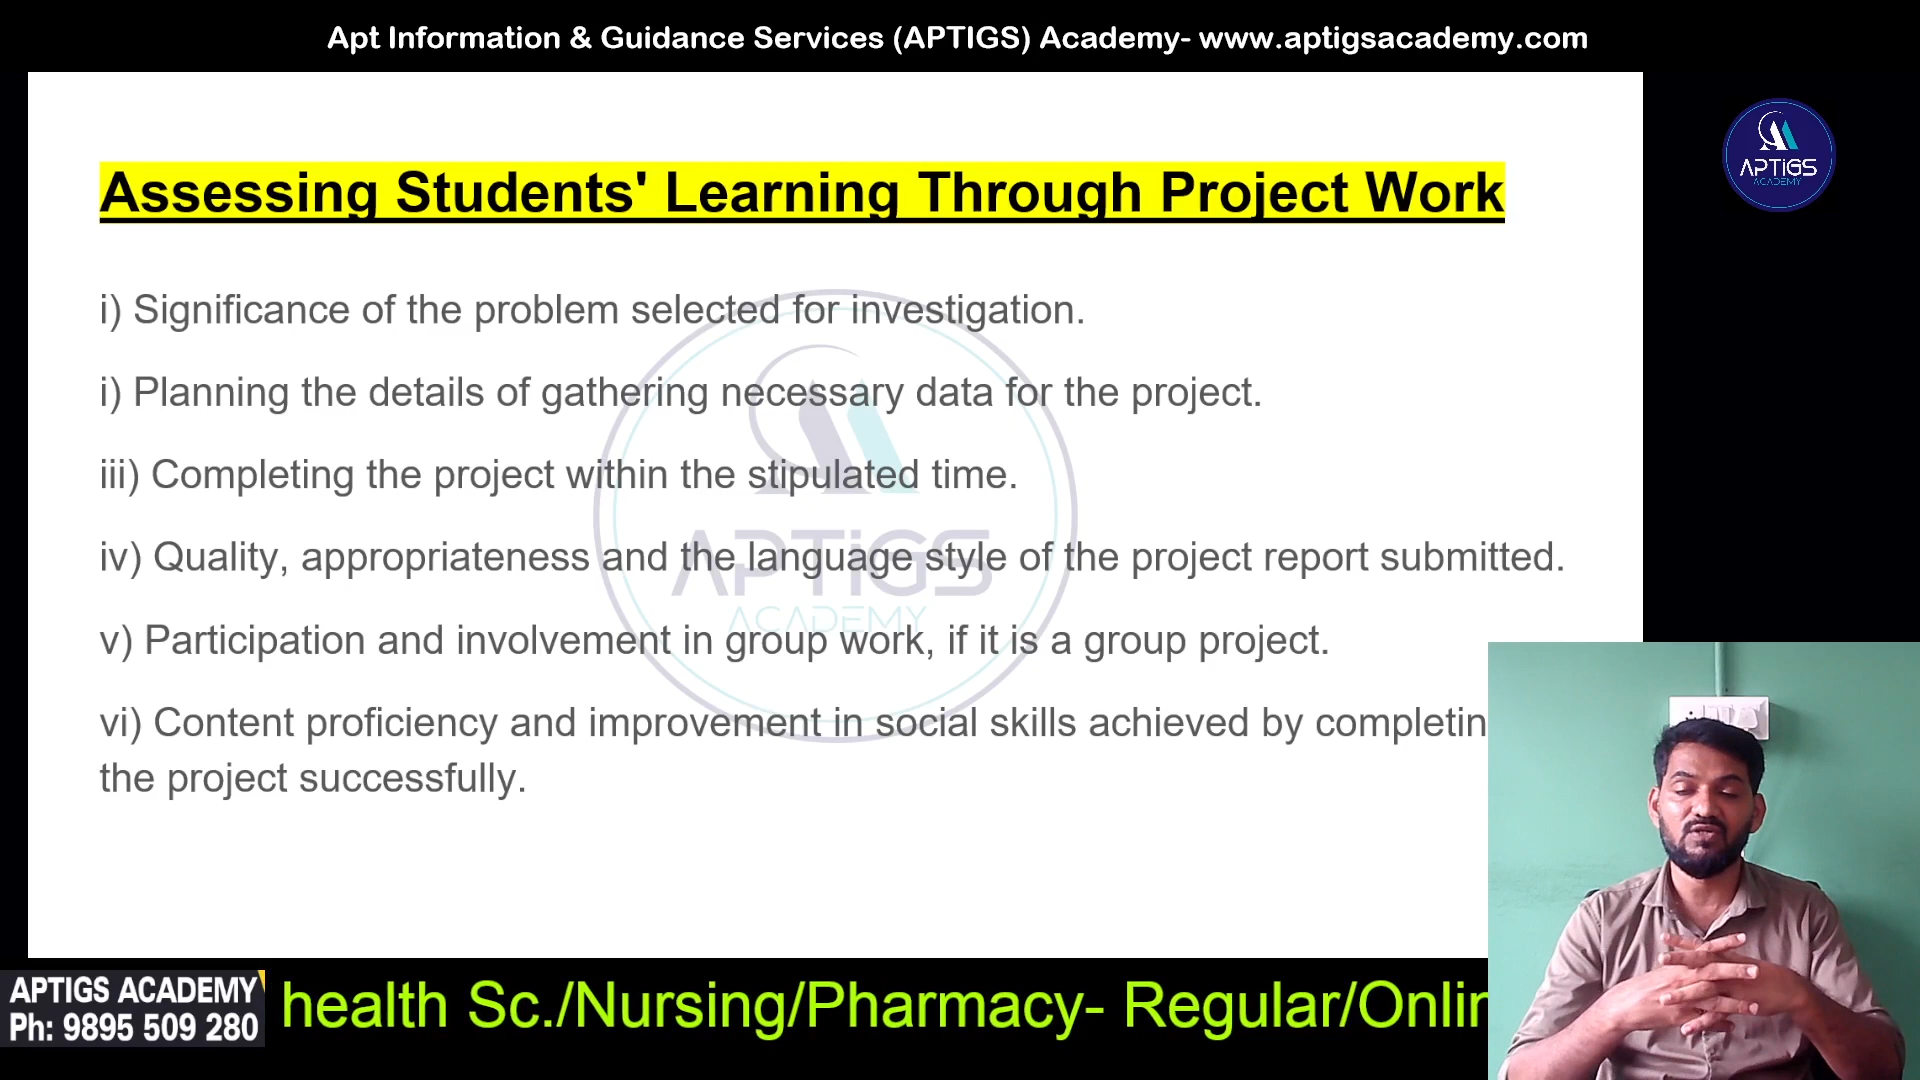 Apt Information & Guidance Services (APTIGS) Academy- www.aptigsacademy.com
APTiGS
ACADEMY
Assessing Students' Learning Through Project Work
i) Significance of the problem selected for investigation.
i) Planning the details of gathering necessary data for the project.
iii) Completing the project within the stipulated time.
iv) Quality, appropriateness and the language style of the project report submitted.
v) Participation and involvement in group work, if it is a group project.
vi) Content proficiency and improvement in social skills achieved by completin
the project successfully.
APTiGS
ACADEMY
APTIGS ACADEMY
Ph: 9895 509 280
health Sc./Nursing/Pharmacy- Regular/Onlin